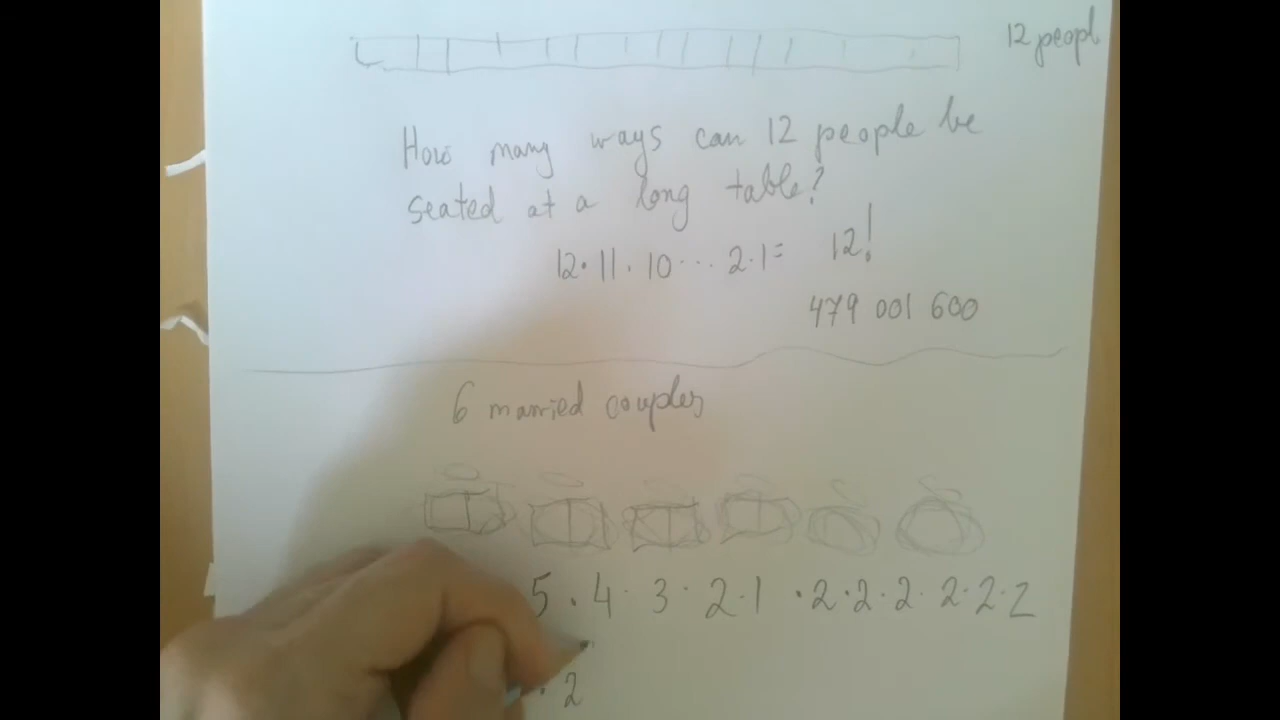 12 peopl
How many ways can 12 people be
seated at a long table?
12·11·10···2·1= 12!
479 001 600
6 married couples
5·4·3·2·1·2·2·2·2·2·2
·2